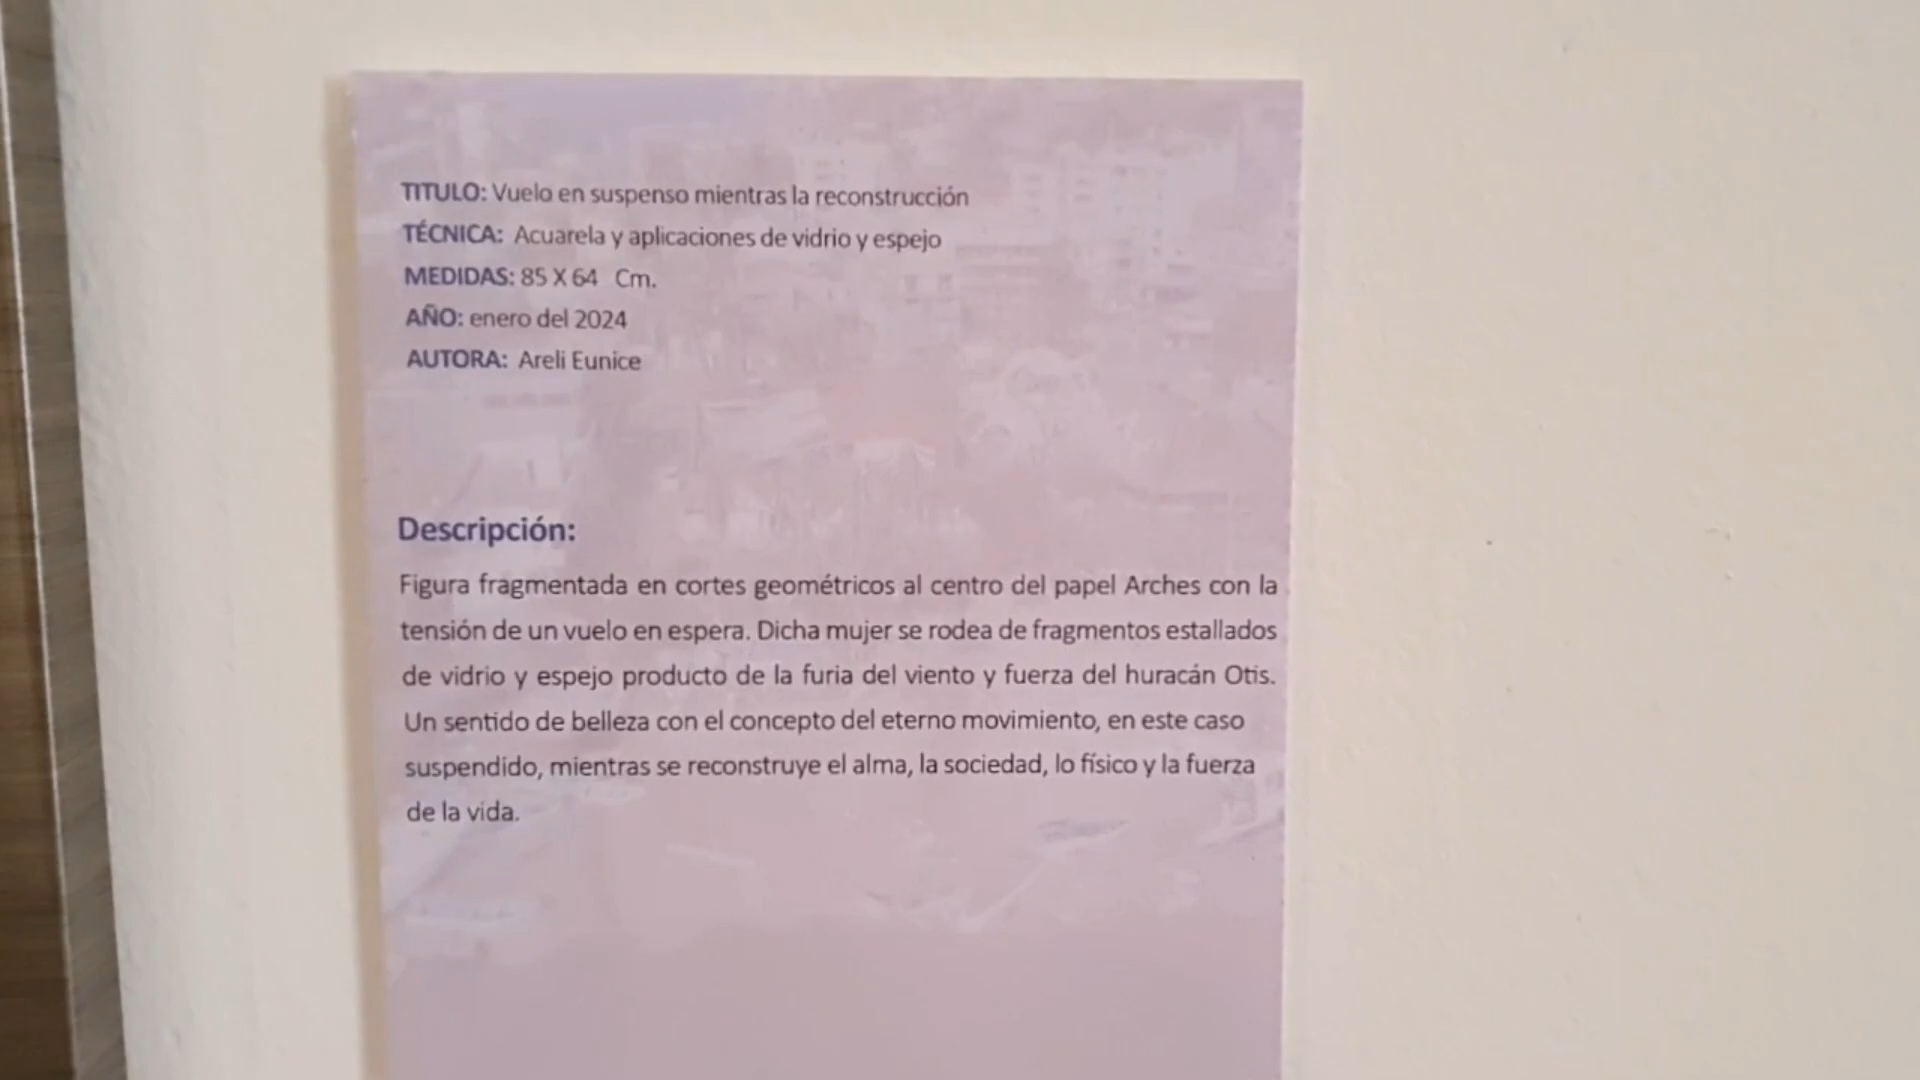 TITULO: Vuelo en suspenso mientras la reconstrucción
TÉCNICA: Acuarela y aplicaciones de vidrio y espejo
MEDIDAS: 85 X 64 Cm.
AÑO: enero del 2024
AUTORA: Areli Eunice
Descripción:
Figura fragmentada en cortes geométricos al centro del papel Arches con la
tensión de un vuelo en espera. Dicha mujer se rodea de fragmentos estallados
de vidrio y espejo producto de la furia del viento y fuerza del huracán Otis.
Un sentido de belleza con el concepto del eterno movimiento, en este caso
suspendido, mientras se reconstruye el alma, la sociedad, lo físico y la fuerza
de la vida.